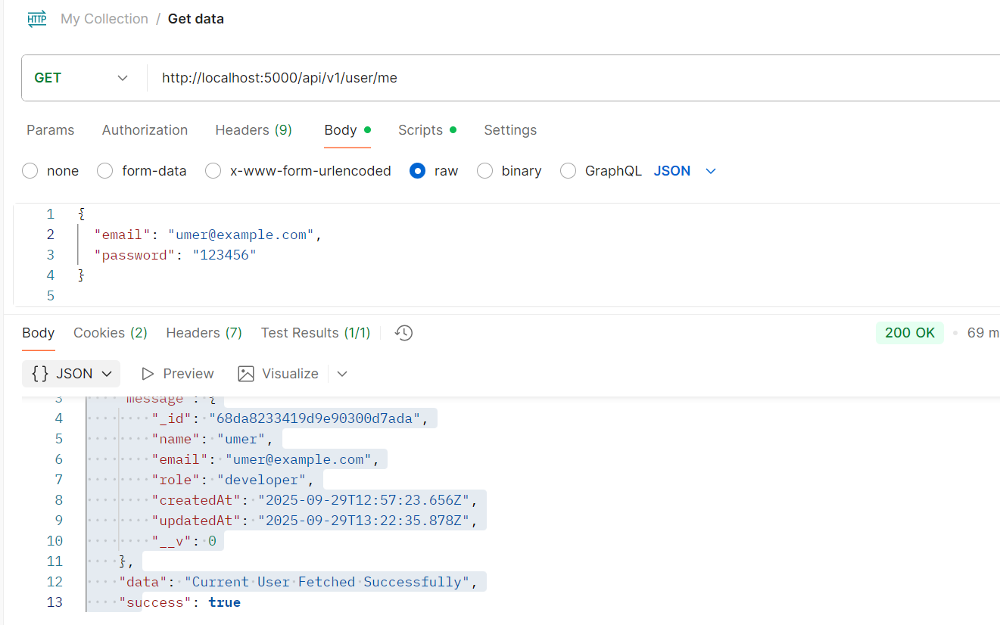 HTTP My Collection / Get data
GET http://localhost:5000/api/v1/user/me
Params Authorization Headers (9) Body Scripts Settings
none form-data x-www-form-urlencoded raw binary GraphQL JSON
1 {
2 "email": "umer@example.com",
3 "password": "123456"
4 }
5
Body Cookies (2) Headers (7) Test Results (1/1) 200 OK 69 m
{} JSON Preview Visualize
3 "message": {
4 "_id": "68da8233419d9e90300d7ada",
5 "name": "umer",
6 "email": "umer@example.com",
7 "role": "developer",
8 "createdAt": "2025-09-29T12:57:23.656Z",
9 "updatedAt": "2025-09-29T13:22:35.878Z",
10 "__v": 0
11 },
12 "data": "Current User Fetched Successfully",
13 "success": true